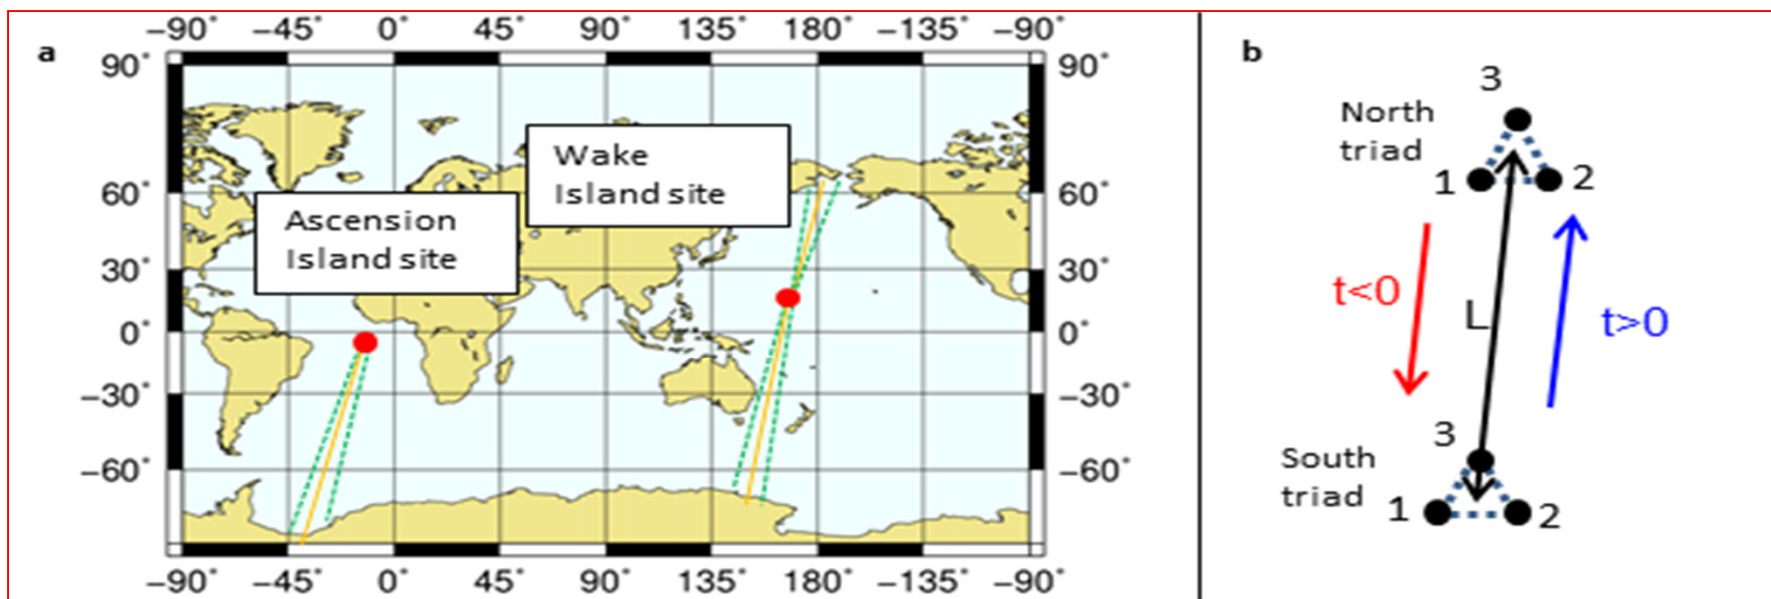 a
−90° −45° 0° 45° 90° 135° 180° −135° −90°
90° 90°
60° 60°
30° 30°
0° 0°
−30° −30°
−60° −60°
−90° −45° 0° 45° 90° 135° 180° −135° −90°
Wake
Island site
Ascension
Island site
b
3
North
triad
1 2
t<0
L
t>0
3
South
triad
1 2